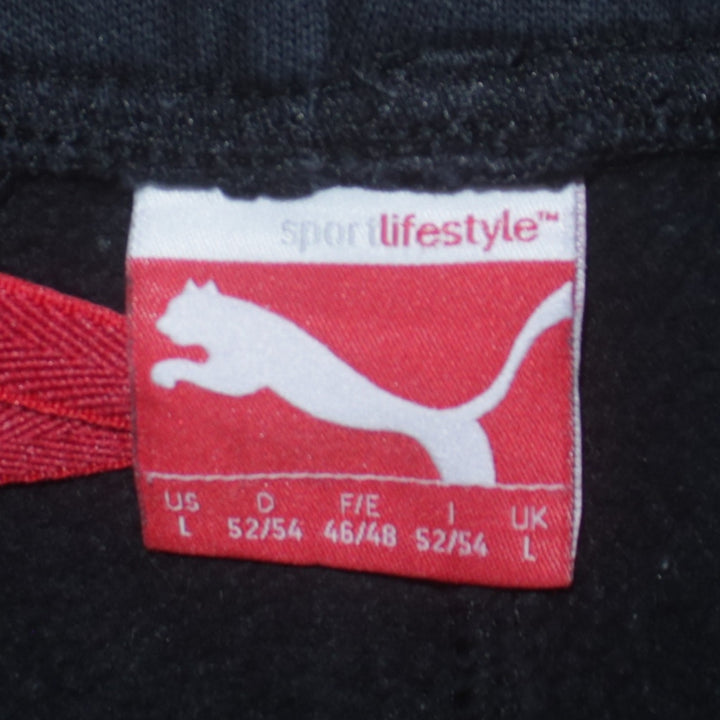 sportlifestyle™
US D F/E I UK
L 52/54 46/48 52/54 L